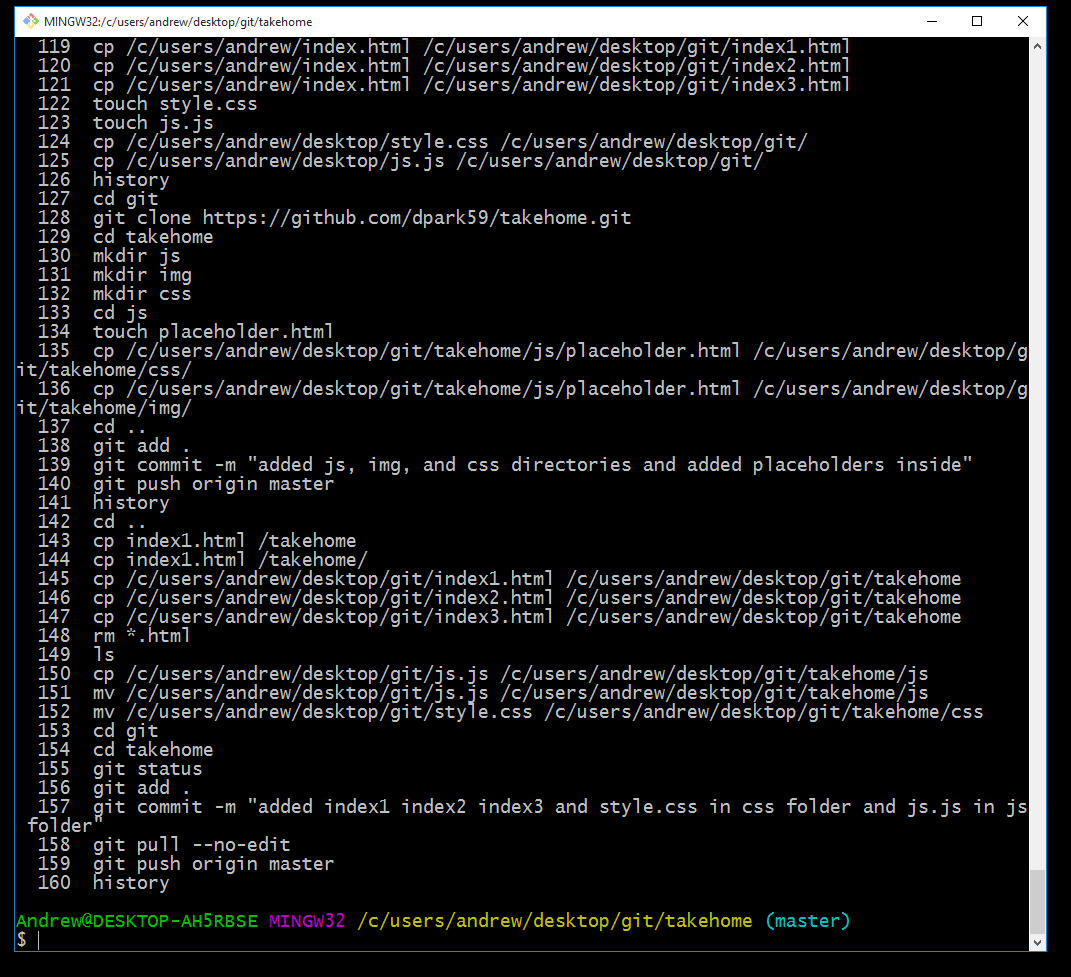 MINGW32:/c/users/andrew/desktop/git/takehome
119 cp /c/users/andrew/index.html /c/users/andrew/desktop/git/index1.html
120 cp /c/users/andrew/index.html /c/users/andrew/desktop/git/index2.html
121 cp /c/users/andrew/index.html /c/users/andrew/desktop/git/index3.html
122 touch style.css
123 touch js.js
124 cp /c/users/andrew/desktop/style.css /c/users/andrew/desktop/git/
125 cp /c/users/andrew/desktop/js.js /c/users/andrew/desktop/git/
126 history
127 cd git
128 git clone https://github.com/dpark59/takehome.git
129 cd takehome
130 mkdir js
131 mkdir img
132 mkdir css
133 cd js
134 touch placeholder.html
135 cp /c/users/andrew/desktop/git/takehome/js/placeholder.html /c/users/andrew/desktop/g
it/takehome/css/
136 cp /c/users/andrew/desktop/git/takehome/js/placeholder.html /c/users/andrew/desktop/g
it/takehome/img/
137 cd ..
138 git add .
139 git commit -m "added js, img, and css directories and added placeholders inside"
140 git push origin master
141 history
142 cd ..
143 cp index1.html /takehome
144 cp index1.html /takehome/
145 cp /c/users/andrew/desktop/git/index1.html /c/users/andrew/desktop/git/takehome
146 cp /c/users/andrew/desktop/git/index2.html /c/users/andrew/desktop/git/takehome
147 cp /c/users/andrew/desktop/git/index3.html /c/users/andrew/desktop/git/takehome
148 rm *.html
149 ls
150 cp /c/users/andrew/desktop/git/js.js /c/users/andrew/desktop/git/takehome/js
151 mv /c/users/andrew/desktop/git/js.js /c/users/andrew/desktop/git/takehome/js
152 mv /c/users/andrew/desktop/git/style.css /c/users/andrew/desktop/git/takehome/css
153 cd git
154 cd takehome
155 git status
156 git add .
157 git commit -m "added index1 index2 index3 and style.css in css folder and js.js in js
folder"
158 git pull --no-edit
159 git push origin master
160 history
Andrew@DESKTOP-AH5RBSE MINGW32 /c/users/andrew/desktop/git/takehome (master)
$